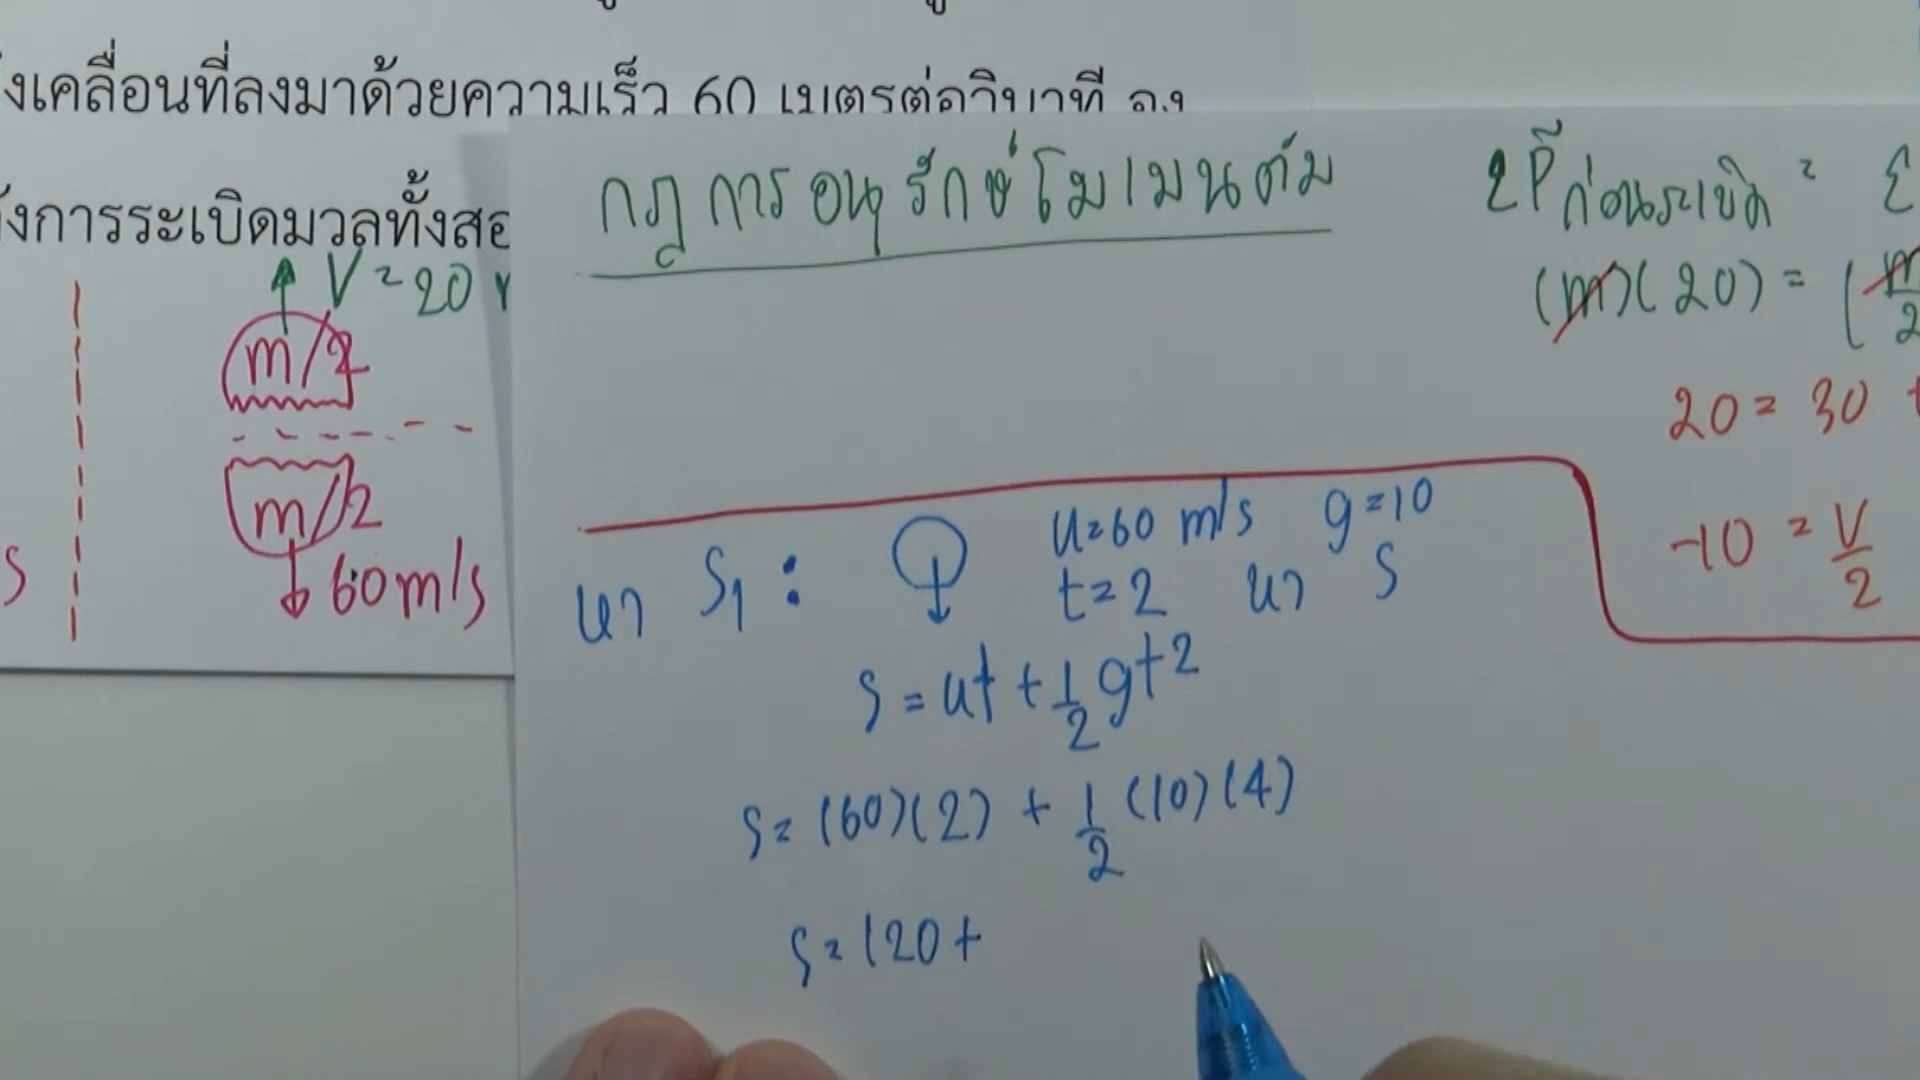 งเคลื่อนที่ลงมาด้วยความเร็ว 60 เมตรต่อวินาที ลง
ังการระเบิดมวลทั้งสอ
V = 20
m/2
m/2
60 m/s
S
กฎการอนุรักษ์โมเมนตัม
ΣP⃗ก่อนระเบิด = Σ
(m)(20) = (m/2
20 = 30
-10 = V/2
หา S₁ : u = 60 m/s g = 10
t = 2 หา S
S = ut + 1/2 gt²
S = (60)(2) + 1/2 (10)(4)
S = 120 +